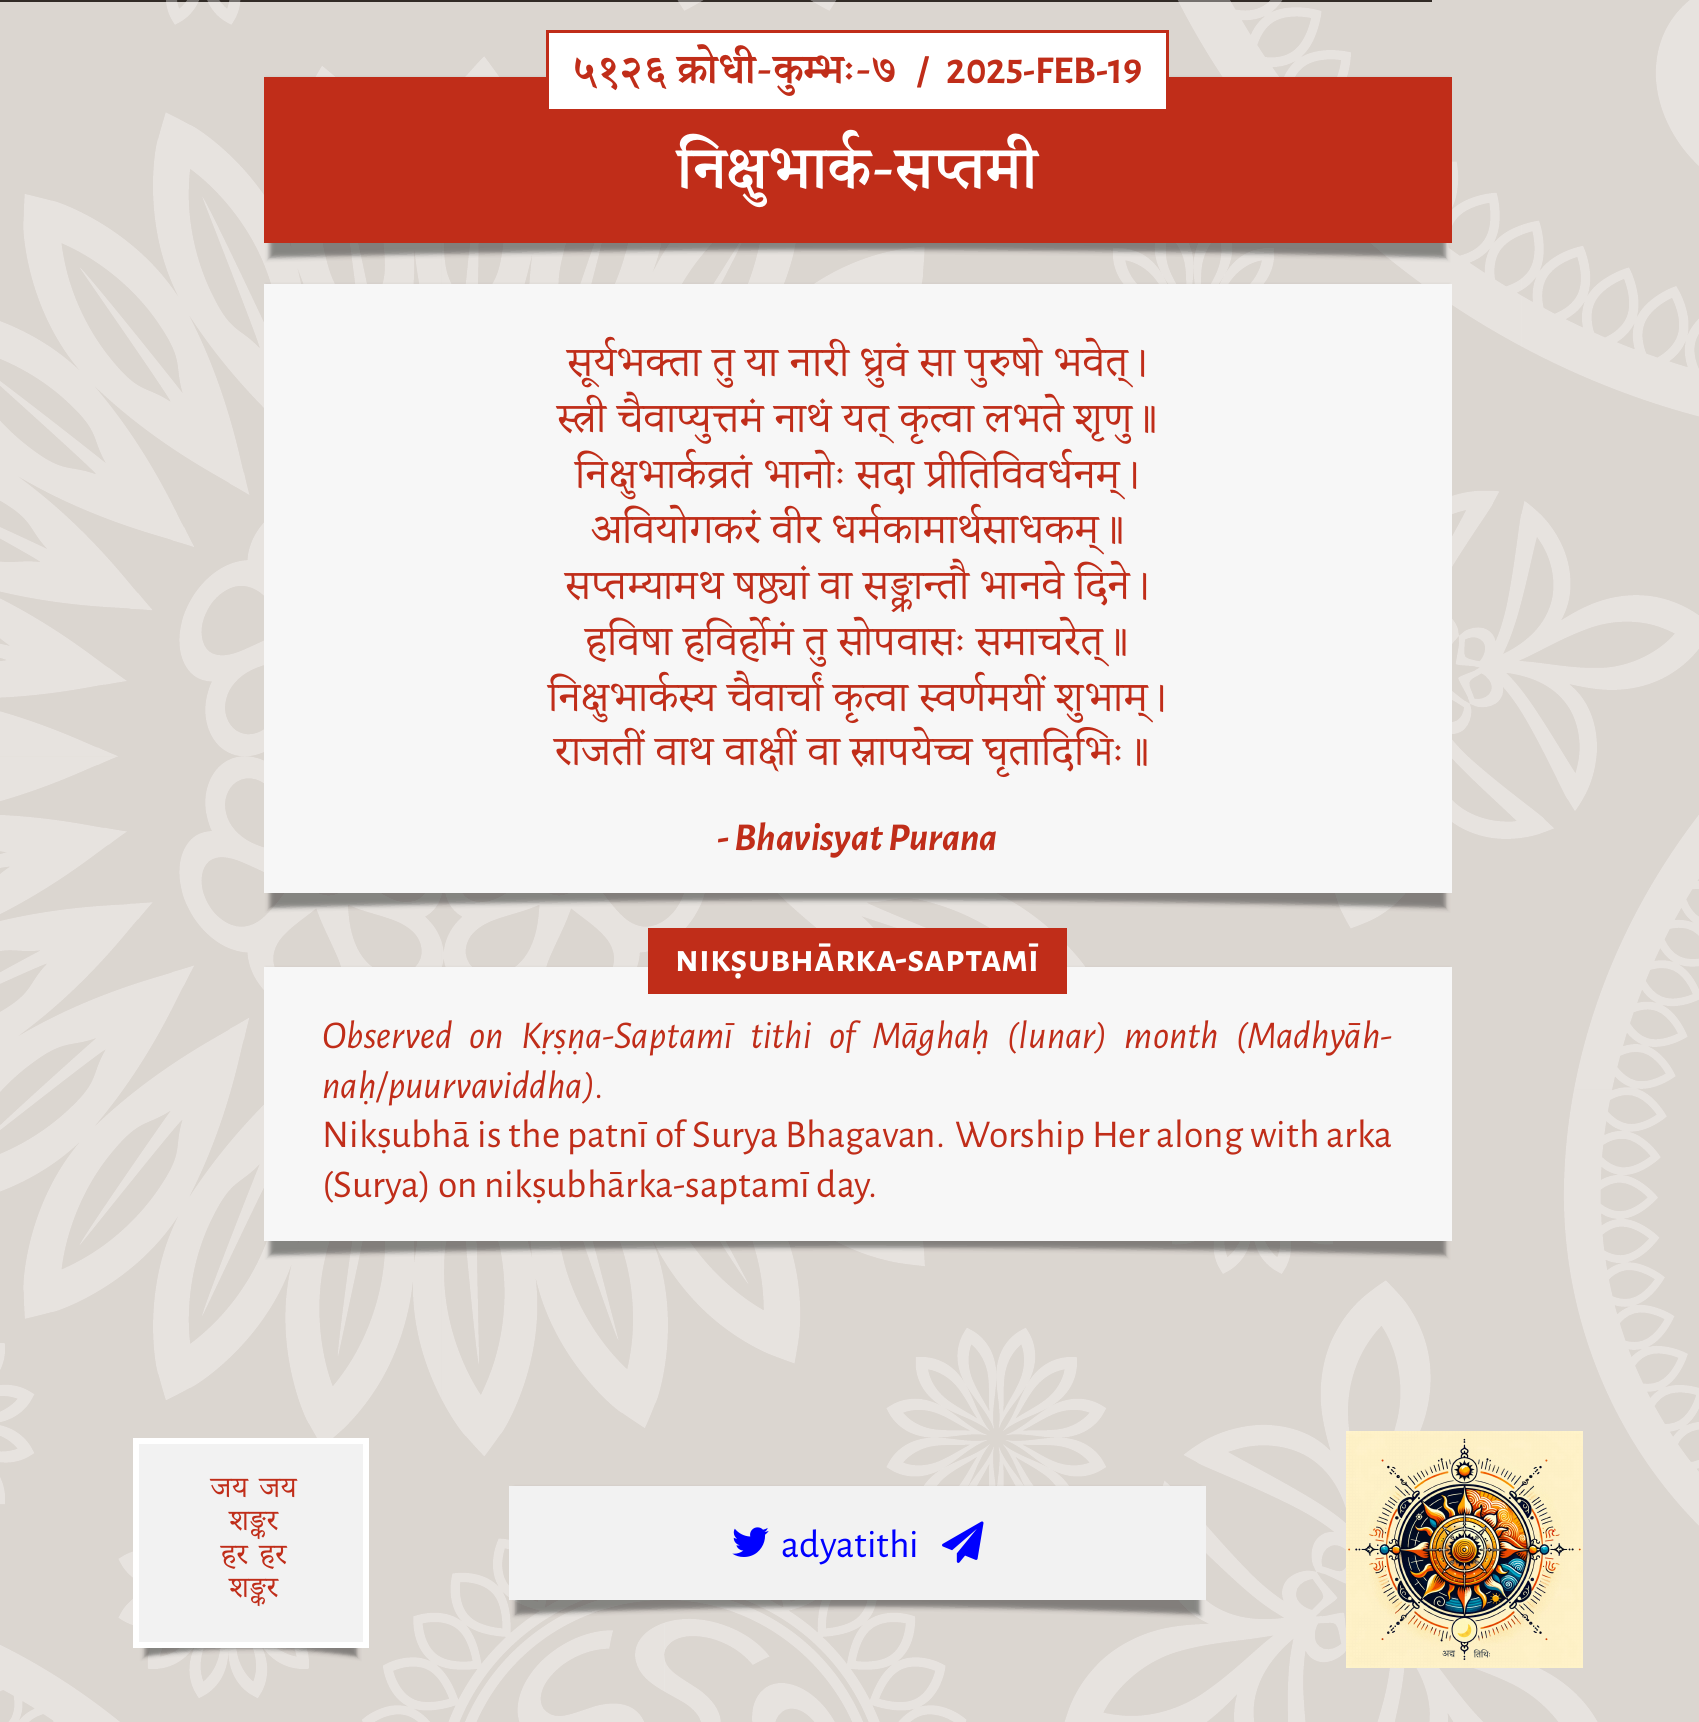 ५१२६ क्रोधी-कुम्भः-७ / 2025-FEB-19
निक्षुभार्क-सप्तमी
सूर्यभक्ता तु या नारी ध्रुवं सा पुरुषो भवेत्।
स्त्री चैवाप्युत्तमं नाथं यत् कृत्वा लभते शृणु॥
निक्षुभार्कव्रतं भानोः सदा प्रीतिविवर्धनम्।
अवियोगकरं वीर धर्मकामार्थसाधकम्॥
सप्तम्यामथ षष्ठ्यां वा सङ्क्रान्तौ भानवे दिने।
हविषा हविर्होमं तु सोपवासः समाचरेत्॥
निक्षुभार्कस्य चैवार्चां कृत्वा स्वर्णमयीं शुभाम्।
राजतीं वाथ वार्क्षीं वा स्नापयेच्च घृतादिभिः॥
- Bhavisyat Purana
NIKṢUBHĀRKA-SAPTAMĪ
Observed on Kṛṣṇa-Saptamī tithi of Māghaḥ (lunar) month (Madhyāh-
naḥ/puurvaviddha).
Nikṣubhā is the patnī of Surya Bhagavan. Worship Her along with arka
(Surya) on nikṣubhārka-saptamī day.
जय जय
शङ्कर
हर हर
शङ्कर
adyatithi
अद्य तिथिः